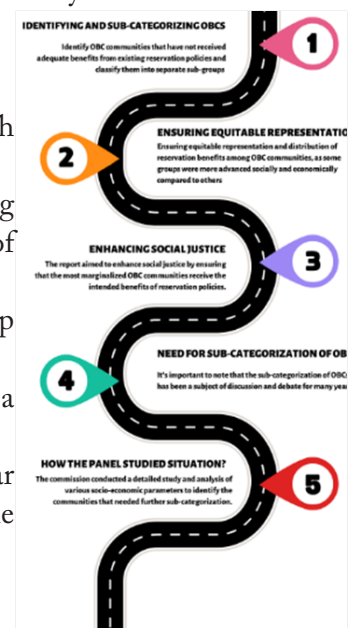 IDENTIFYING AND SUB-CATEGORIZING OBCS
1
Identify OBC communities that have not received
adequate benefits from existing reservation policies and
classify them into separate sub-groups
h
ENSURING EQUITABLE REPRESENTATIO
2
Ensuring equitable representation and distribution of
reservation benefits among OBC communities, as some
groups were more advanced socially and economically
compared to others
g
of
ENHANCING SOCIAL JUSTICE
3
The report aimed to enhance social justice by ensuring
that the most marginalized OBC communities receive the
intended benefits of reservation policies.
p
NEED FOR SUB-CATEGORIZATION OF OB
4
It's important to note that the sub-categorization of OBC
has been a subject of discussion and debate for many year
a
HOW THE PANEL STUDIED SITUATION?
5
The commission conducted a detailed study and analysis of
various socio-economic parameters to identify the
communities that needed further sub-categorization.
ar
e